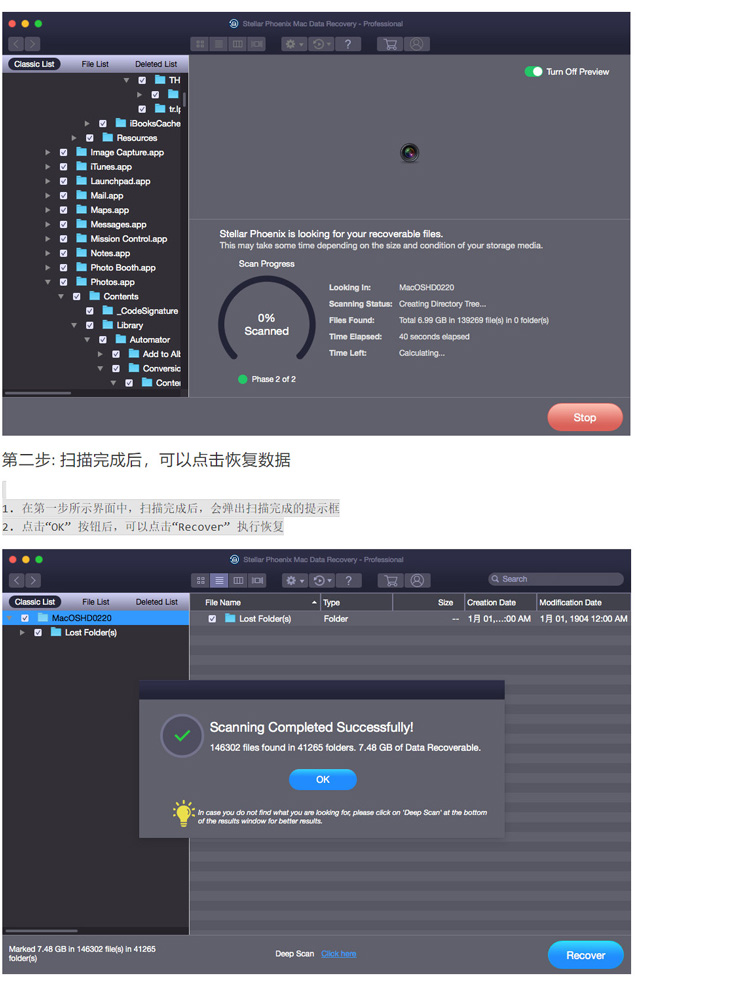 Stellar Phoenix Mac Data Recovery - Professional
Classic List
File List
Deleted List
TH
tr.lp
iBooksCache
Resources
Image Capture.app
iTunes.app
Launchpad.app
Mail.app
Maps.app
Messages.app
Mission Control.app
Notes.app
Photo Booth.app
Photos.app
Contents
_CodeSignature
Library
Automator
Add to Alb
Conversic
Conter
Turn Off Preview
Stellar Phoenix is looking for your recoverable files.
This may take some time depending on the size and condition of your storage media.
Scan Progress
0%
Scanned
Phase 2 of 2
Looking In: MacOSHD0220
Scanning Status: Creating Directory Tree...
Files Found: Total 6.99 GB in 139269 file(s) in 0 folder(s)
Time Elapsed: 40 seconds elapsed
Time Left: Calculating...
Stop
第二步: 扫描完成后，可以点击恢复数据
1. 在第一步所示界面中，扫描完成后，会弹出扫描完成的提示框
2. 点击“OK” 按钮后，可以点击“Recover” 执行恢复
Stellar Phoenix Mac Data Recovery - Professional
Search
Classic List
File List
Deleted List
MacOSHD0220
Lost Folder(s)
File Name Type Size Creation Date Modification Date
Lost Folder(s) Folder -- 1月 01,...:00 AM 1月 01, 1904 12:00 AM
Scanning Completed Successfully!
146302 files found in 41265 folders. 7.48 GB of Data Recoverable.
OK
In case you do not find what you are looking for, please click on 'Deep Scan' at the bottom
of the results window for better results.
Marked 7.48 GB in 146302 file(s) in 41265
folder(s)
Deep Scan Click here
Recover